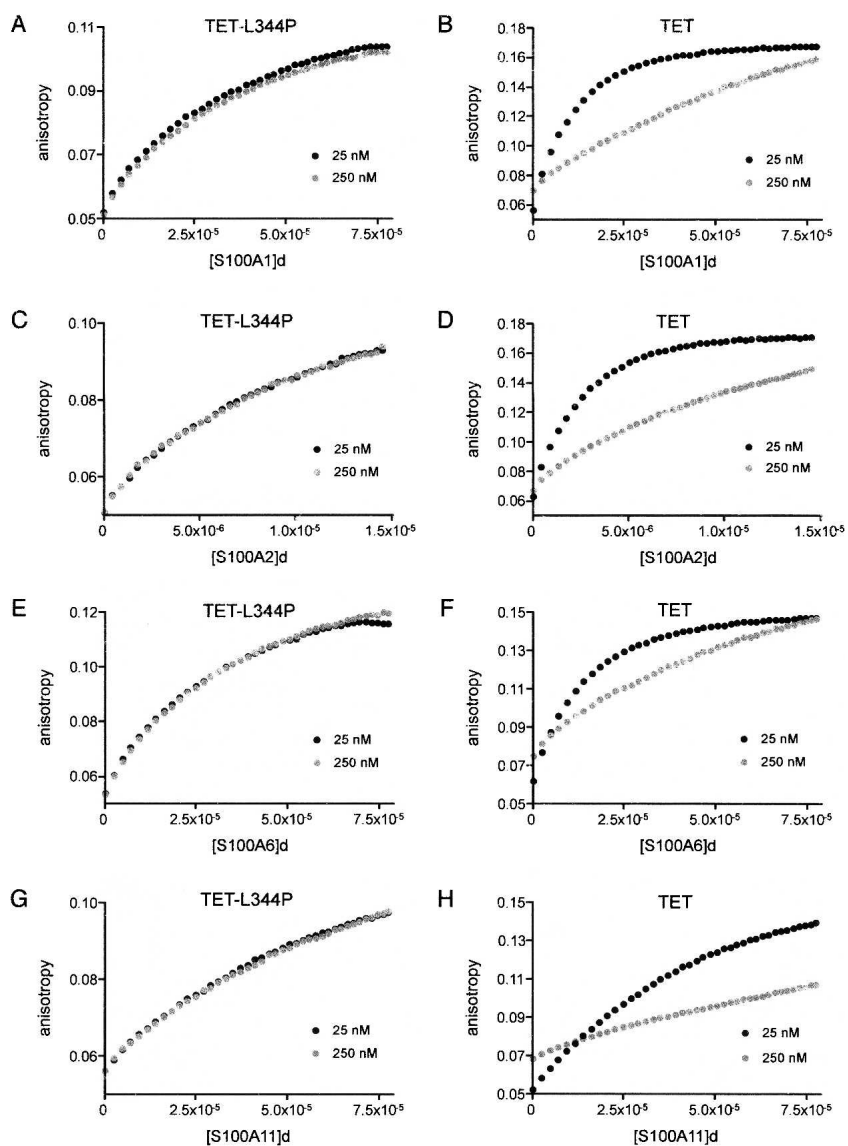 A
TET-L344P
anisotropy
0.11
0.09
0.07
0.05
25 nM
250 nM
0
2.5x10-5
5.0x10-5
7.5x10-5
[S100A1]d
B
TET
anisotropy
0.18
0.16
0.14
0.12
0.10
0.08
0.06
25 nM
250 nM
0
2.5x10-5
5.0x10-5
7.5x10-5
[S100A1]d
C
TET-L344P
anisotropy
0.10
0.08
0.06
25 nM
250 nM
0
5.0x10-6
1.0x10-5
1.5x10-5
[S100A2]d
D
TET
anisotropy
0.18
0.16
0.14
0.12
0.10
0.08
0.06
25 nM
250 nM
0
5.0x10-6
1.0x10-5
1.5x10-5
[S100A2]d
E
TET-L344P
anisotropy
0.12
0.10
0.08
0.06
25 nM
250 nM
0
2.5x10-5
5.0x10-5
7.5x10-5
[S100A6]d
F
TET
anisotropy
0.15
0.13
0.11
0.09
0.07
0.05
25 nM
250 nM
0
2.5x10-5
5.0x10-5
7.5x10-5
[S100A6]d
G
TET-L344P
anisotropy
0.10
0.08
0.06
25 nM
250 nM
0
2.5x10-5
5.0x10-5
7.5x10-5
[S100A11]d
H
TET
anisotropy
0.15
0.13
0.11
0.09
0.07
0.05
25 nM
250 nM
0
2.5x10-5
5.0x10-5
7.5x10-5
[S100A11]d